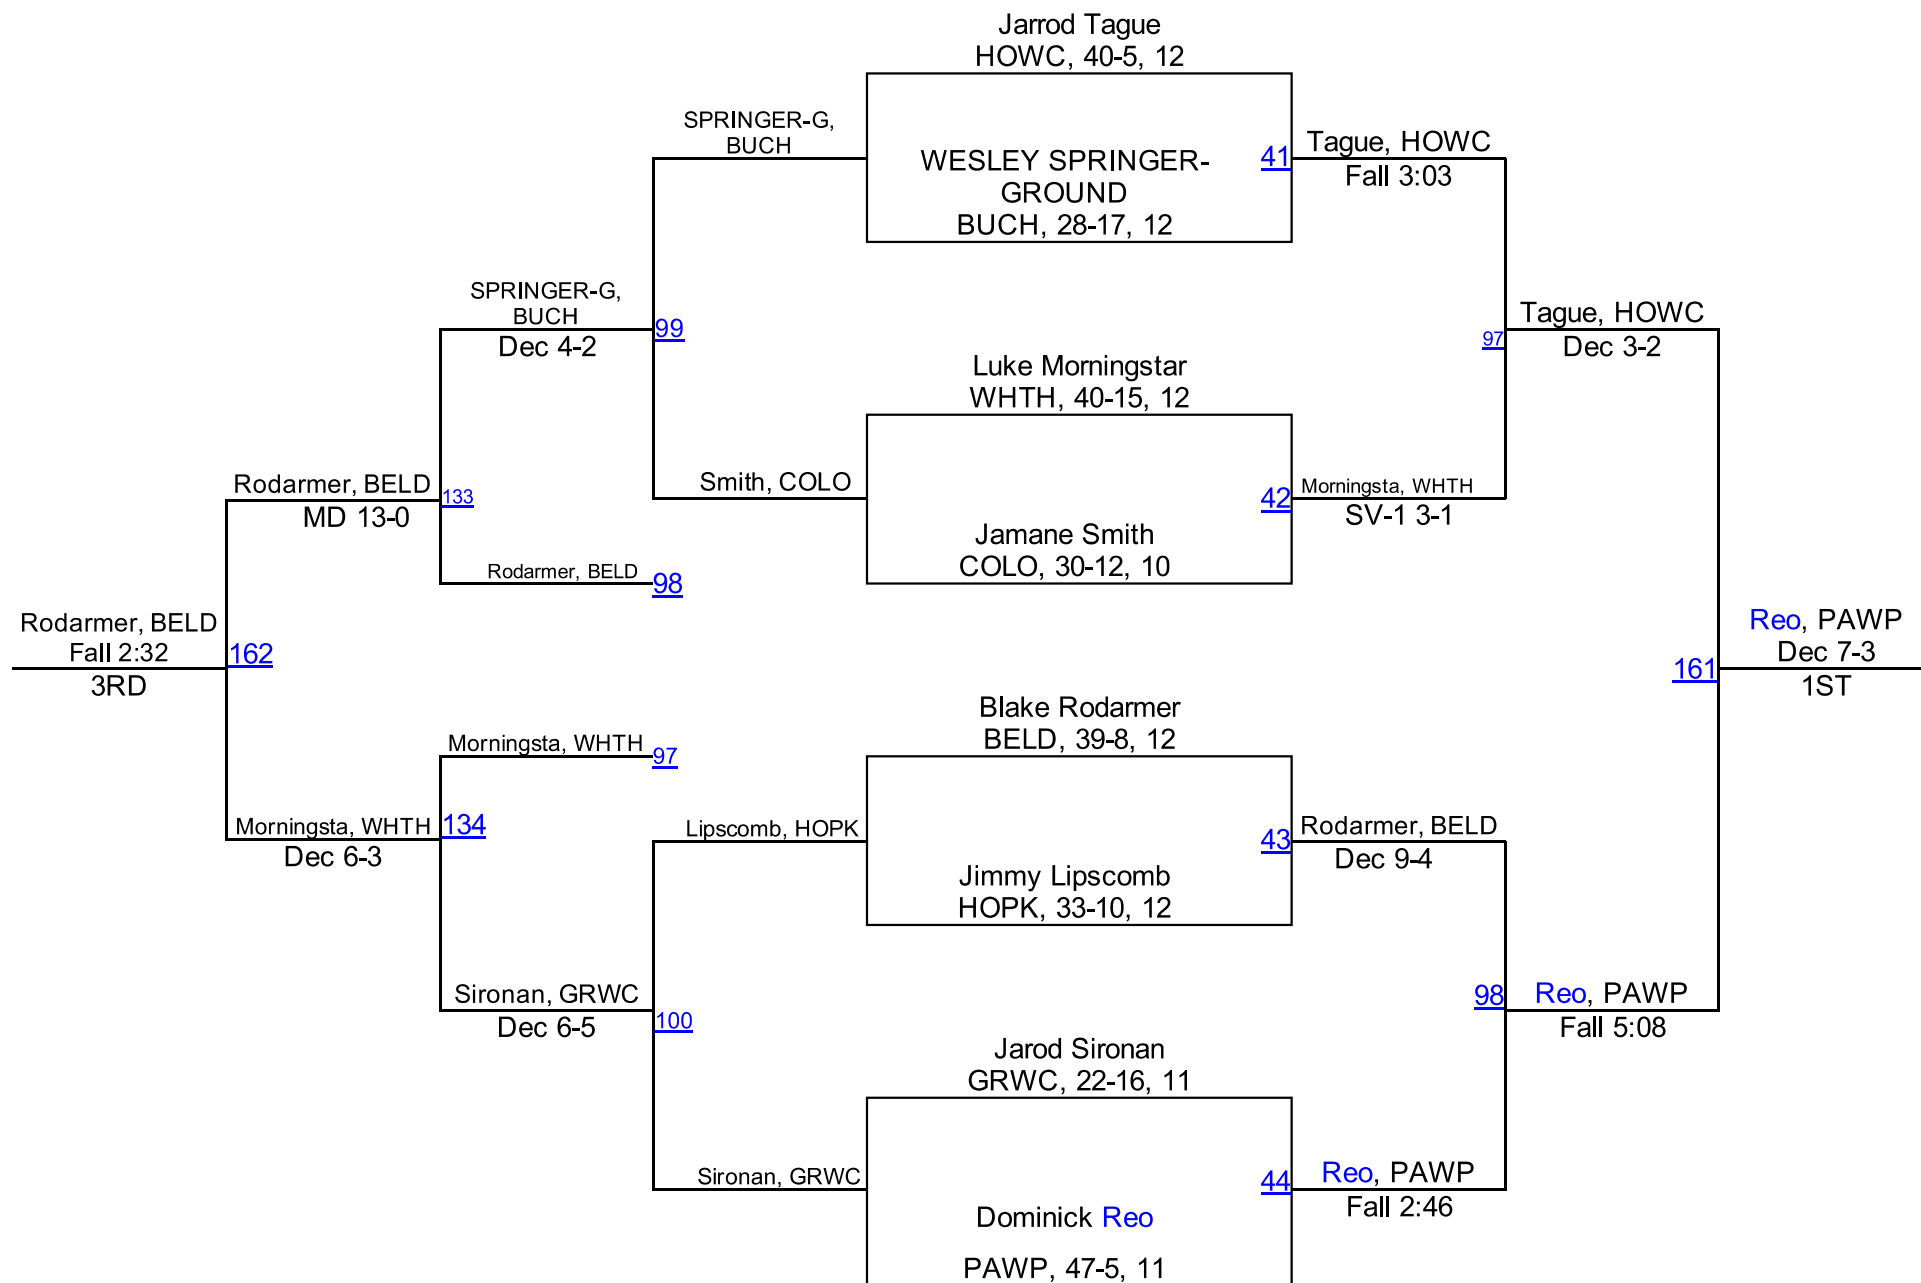 Jarrod Tague
HOWC, 40-5, 12
SPRINGER-G,
BUCH
WESLEY SPRINGER-
GROUND
BUCH, 28-17, 12
41
Tague, HOWC
Fall 3:03
SPRINGER-G,
BUCH
Dec 4-2
99
97
Tague, HOWC
Dec 3-2
Luke Morningstar
WHTH, 40-15, 12
Smith, COLO
42
Morningsta, WHTH
SV-1 3-1
Jamane Smith
COLO, 30-12, 10
Rodarmer, BELD
MD 13-0
133
Rodarmer, BELD
98
Rodarmer, BELD
Fall 2:32
3RD
162
161
Reo, PAWP
Dec 7-3
1ST
Morningsta, WHTH
97
Blake Rodarmer
BELD, 39-8, 12
Morningsta, WHTH
Dec 6-3
134
Lipscomb, HOPK
43
Rodarmer, BELD
Dec 9-4
Jimmy Lipscomb
HOPK, 33-10, 12
Sironan, GRWC
Dec 6-5
100
98
Reo, PAWP
Fall 5:08
Jarod Sironan
GRWC, 22-16, 11
Sironan, GRWC
44
Reo, PAWP
Fall 2:46
Dominick Reo
PAWP, 47-5, 11